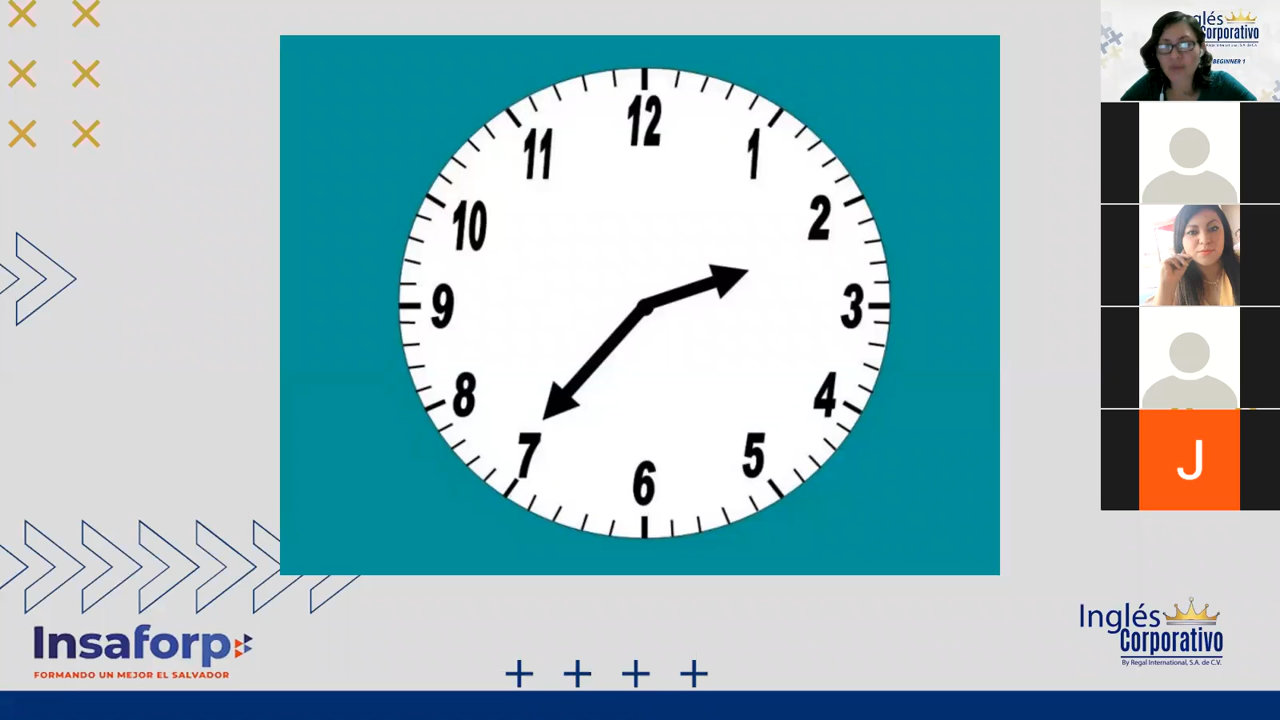 12
11
1
10
2
9
3
8
4
7
5
6
Insaforp
FORMANDO UN MEJOR EL SALVADOR
Inglés
Corporativo
By Regal International, S.A. de C.V.
glés
Corporativo
BEGINNER 1
J